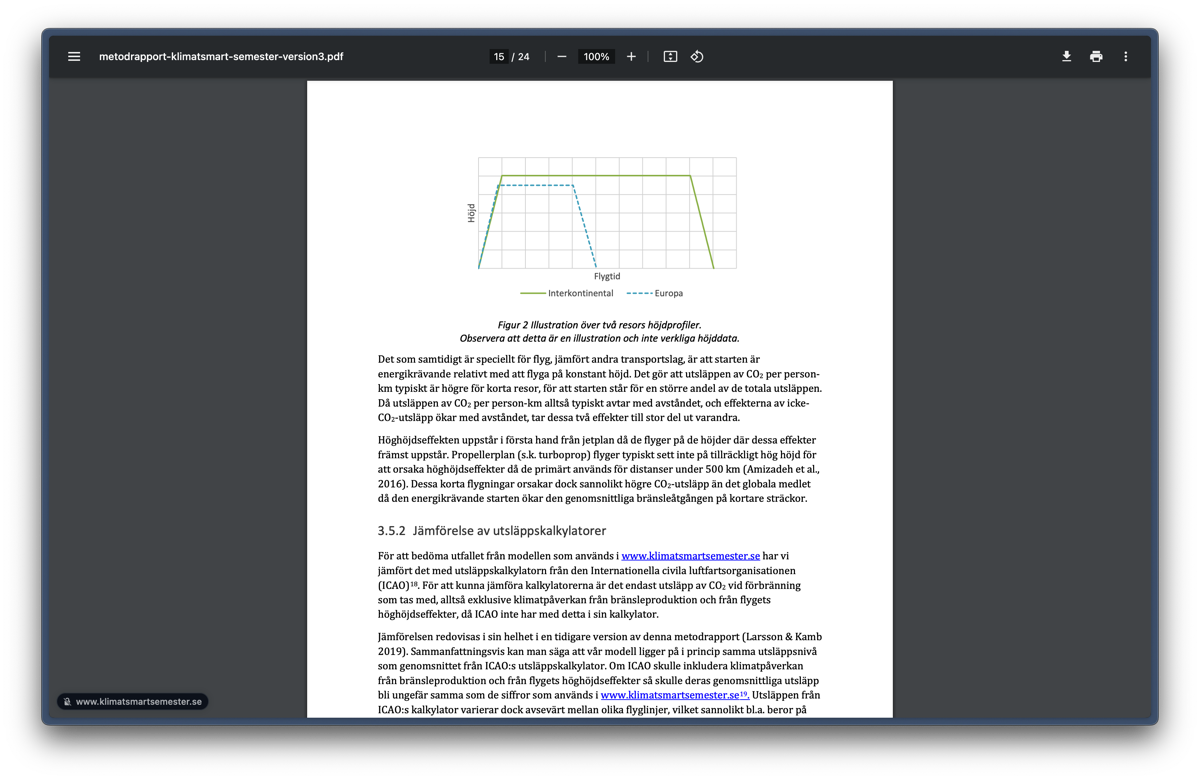 metodrapport-klimatsmart-semester-version3.pdf
15 / 24
100%
Höjd
Flygtid
Interkontinental
Europa
Figur 2 Illustration över två resors höjdprofiler.
Observera att detta är en illustration och inte verkliga höjddata.
Det som samtidigt är speciellt för flyg, jämfört andra transportslag, är att starten är
energikrävande relativt med att flyga på konstant höjd. Det gör att utsläppen av CO₂ per person-
km typiskt är högre för korta resor, för att starten står för en större andel av de totala utsläppen.
Då utsläppen av CO₂ per person-km alltså typiskt avtar med avståndet, och effekterna av icke-
CO₂-utsläpp ökar med avståndet, tar dessa två effekter till stor del ut varandra.
Höghöjdseffekten uppstår i första hand från jetplan då de flyger på de höjder där dessa effekter
främst uppstår. Propellerplan (s.k. turboprop) flyger typiskt sett inte på tillräckligt hög höjd för
att orsaka höghöjdseffekter då de primärt används för distanser under 500 km (Amizadeh et al.,
2016). Dessa korta flygningar orsakar dock sannolikt högre CO₂-utsläpp än det globala medlet
då den energikrävande starten ökar den genomsnittliga bränsleåtgången på kortare sträckor.
3.5.2 Jämförelse av utsläppskalkylatorer
För att bedöma utfallet från modellen som används i www.klimatsmartsemester.se har vi
jämfört det med utsläppskalkylatorn från den Internationella civila luftfartsorganisationen
(ICAO)¹⁸. För att kunna jämföra kalkylatorerna är det endast utsläpp av CO₂ vid förbränning
som tas med, alltså exklusive klimatpåverkan från bränsleproduktion och från flygets
höghöjdseffekter, då ICAO inte har med detta i sin kalkylator.
Jämförelsen redovisas i sin helhet i en tidigare version av denna metodrapport (Larsson & Kamb
2019). Sammanfattningsvis kan man säga att vår modell ligger på i princip samma utsläppsnivå
som genomsnittet från ICAO:s utsläppskalkylator. Om ICAO skulle inkludera klimatpåverkan
från bränsleproduktion och från flygets höghöjdseffekter så skulle deras genomsnittliga utsläpp
bli ungefär samma som de siffror som används i www.klimatsmartsemester.se¹⁹. Utsläppen från
ICAO:s kalkylator varierar dock avsevärt mellan olika flyglinjer, vilket sannolikt bl.a. beror på
www.klimatsmartsemester.se